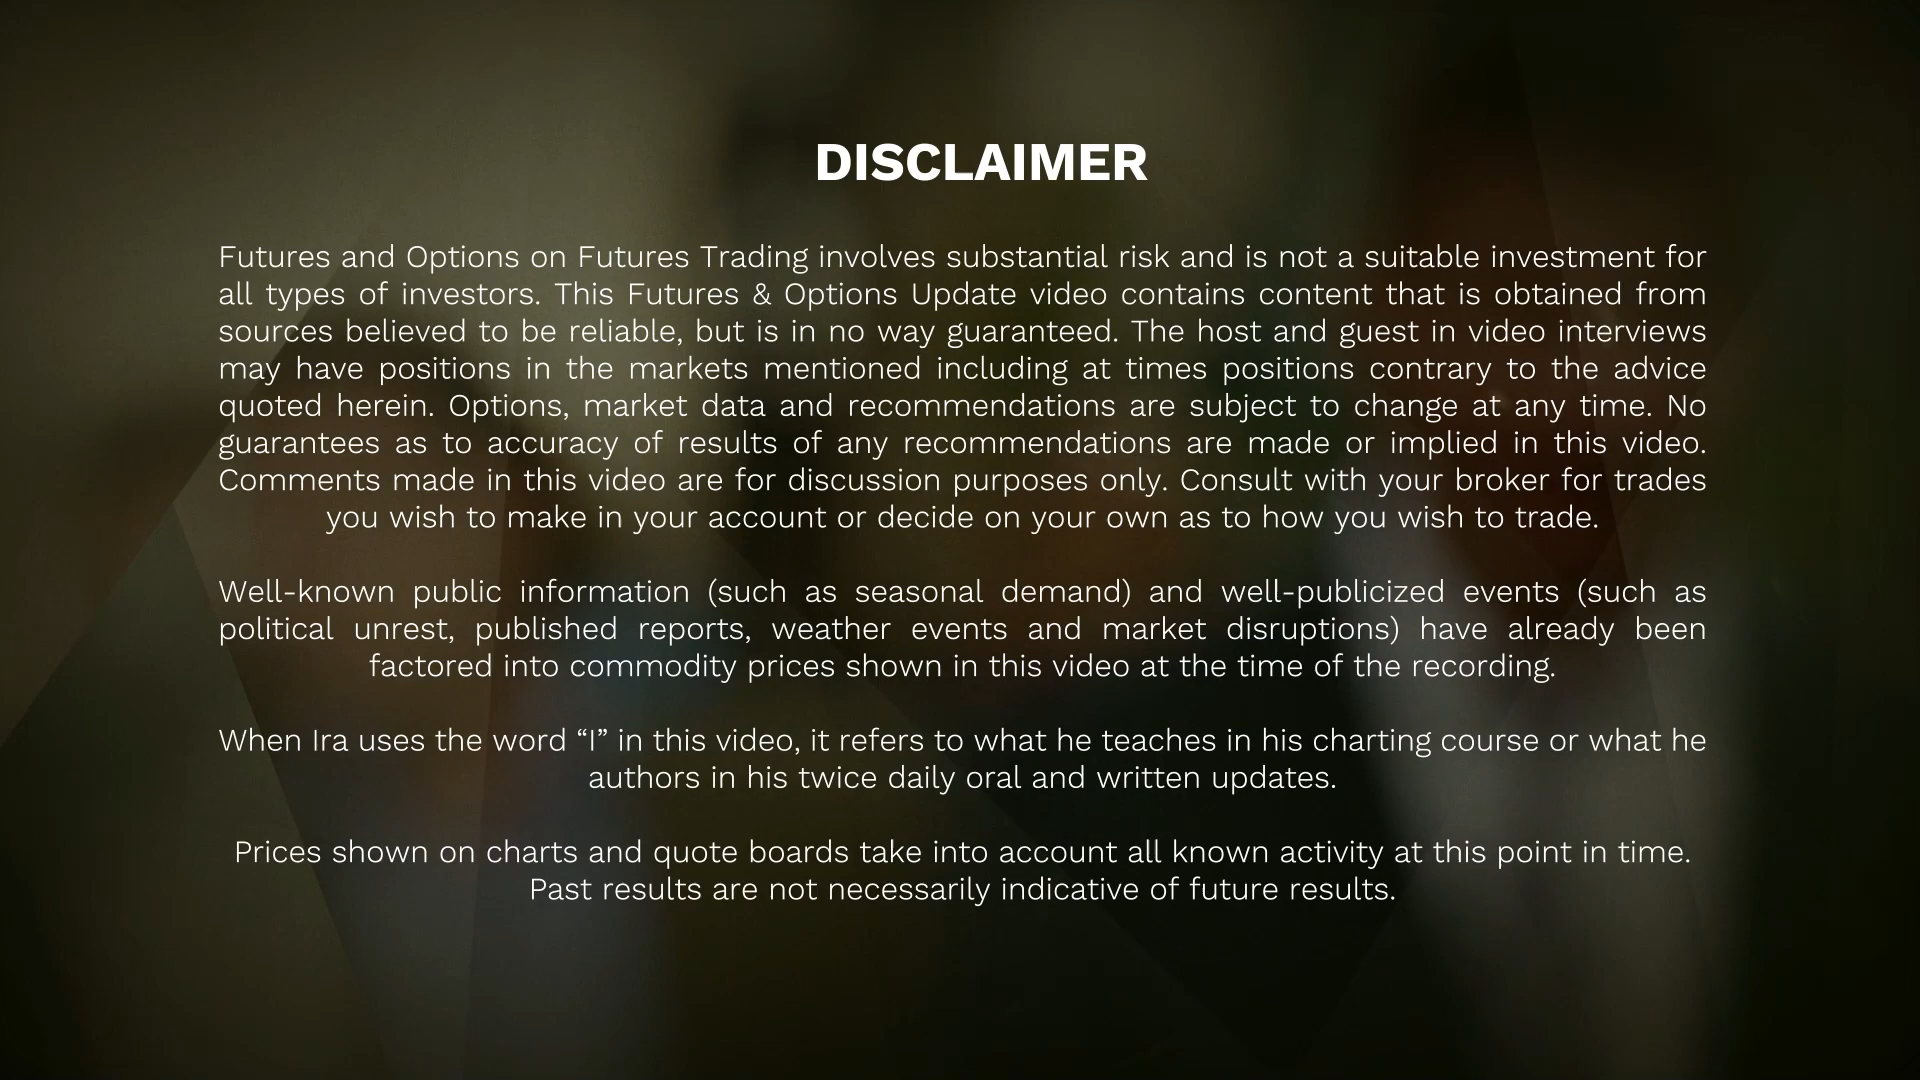 DISCLAIMER
Futures and Options on Futures Trading involves substantial risk and is not a suitable investment for
all types of investors. This Futures & Options Update video contains content that is obtained from
sources believed to be reliable, but is in no way guaranteed. The host and guest in video interviews
may have positions in the markets mentioned including at times positions contrary to the advice
quoted herein. Options, market data and recommendations are subject to change at any time. No
guarantees as to accuracy of results of any recommendations are made or implied in this video.
Comments made in this video are for discussion purposes only. Consult with your broker for trades
you wish to make in your account or decide on your own as to how you wish to trade.
Well-known public information (such as seasonal demand) and well-publicized events (such as
political unrest, published reports, weather events and market disruptions) have already been
factored into commodity prices shown in this video at the time of the recording.
When Ira uses the word “I” in this video, it refers to what he teaches in his charting course or what he
authors in his twice daily oral and written updates.
Prices shown on charts and quote boards take into account all known activity at this point in time.
Past results are not necessarily indicative of future results.